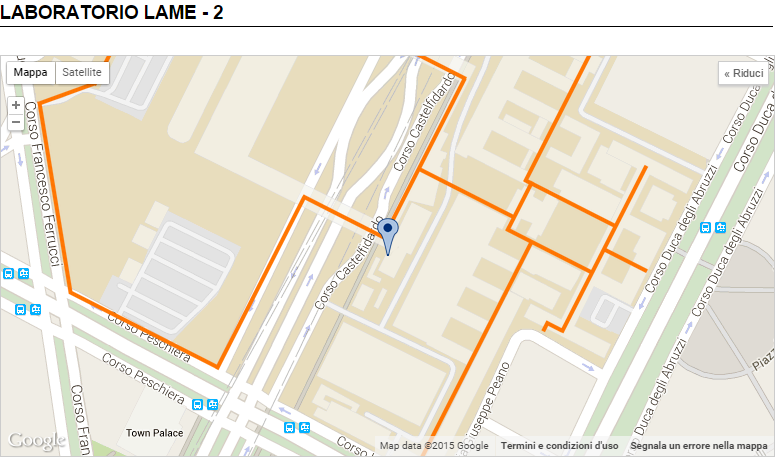 LABORATORIO LAME - 2
Mappa
Satellite
« Riduci
+
−
Corso Francesco Ferrucci
Corso Castelfidardo
Corso Castelfidardo
Corso Duca degli Abruzzi
Corso Duca degli Abruzzi
Corso Duca degli Abruzzi
Corso Duca degli Abruzzi
Corso Duca degli Abruzzi
Corso Peschiera
Corso Peschiera
Corso Fran
Town Palace
Giuseppe Peano
Corso
Piazz
Google
Map data ©2015 Google
Termini e condizioni d'uso
Segnala un errore nella mappa